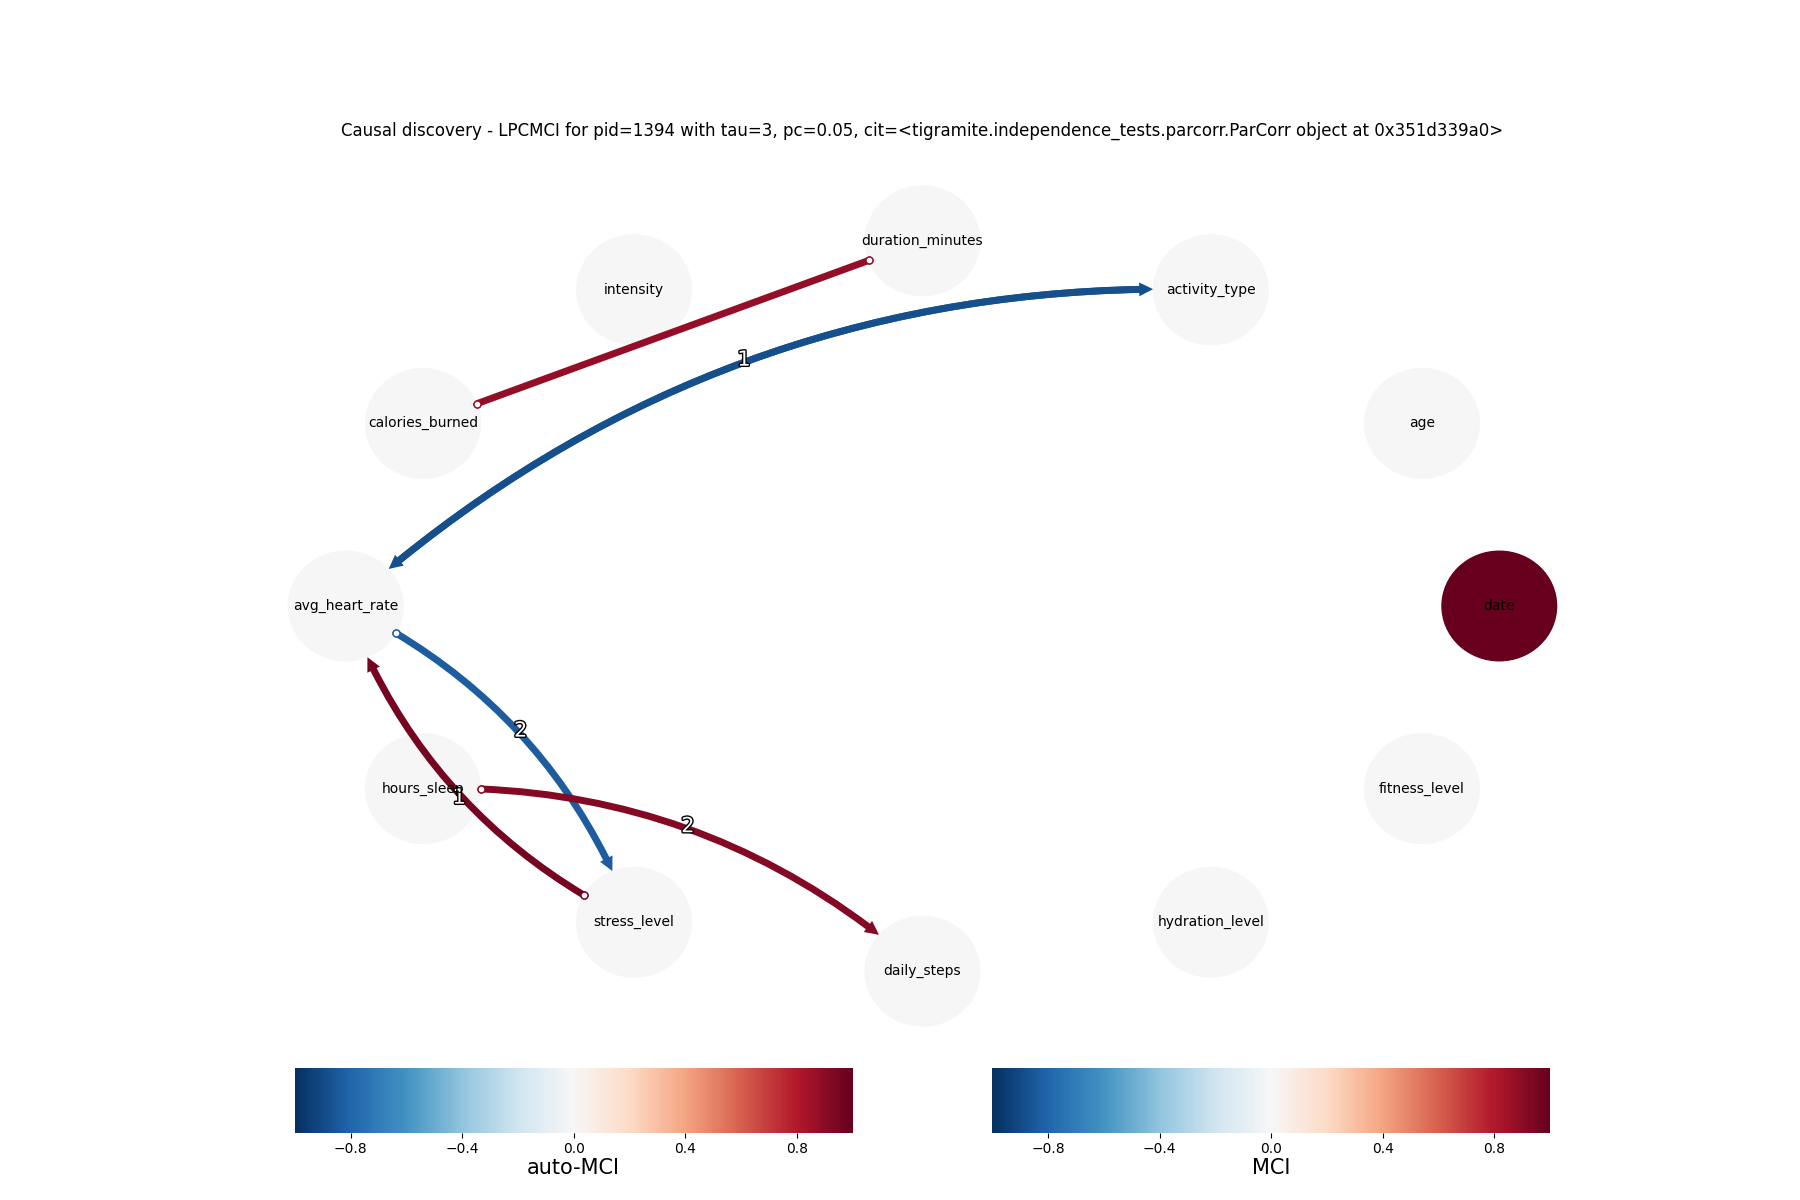 Causal discovery - LPCMCI for pid=1394 with tau=3, pc=0.05, cit=<tigramite.independence_tests.parcorr.ParCorr object at 0x351d339a0>
duration_minutes
intensity
activity_type
1
calories_burned
age
avg_heart_rate
date
2
hours_sleep
1
2
fitness_level
stress_level
hydration_level
daily_steps
−0.8 −0.4 0.0 0.4 0.8
auto-MCI
−0.8 −0.4 0.0 0.4 0.8
MCI